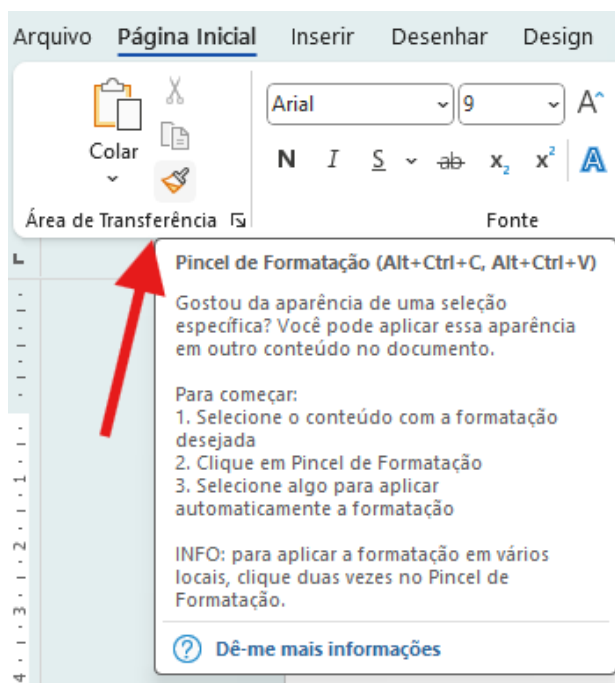 Arquivo Página Inicial Inserir Desenhar Design
Colar
Arial 9 A^
N I S ab x₂ x² A
Área de Transferência Fonte
L
Pincel de Formatação (Alt+Ctrl+C, Alt+Ctrl+V)
Gostou da aparência de uma seleção
específica? Você pode aplicar essa aparência
em outro conteúdo no documento.
Para começar:
1. Selecione o conteúdo com a formatação
desejada
2. Clique em Pincel de Formatação
3. Selecione algo para aplicar
automaticamente a formatação
INFO: para aplicar a formatação em vários
locais, clique duas vezes no Pincel de
Formatação.
? Dê-me mais informações
1
2
3
4